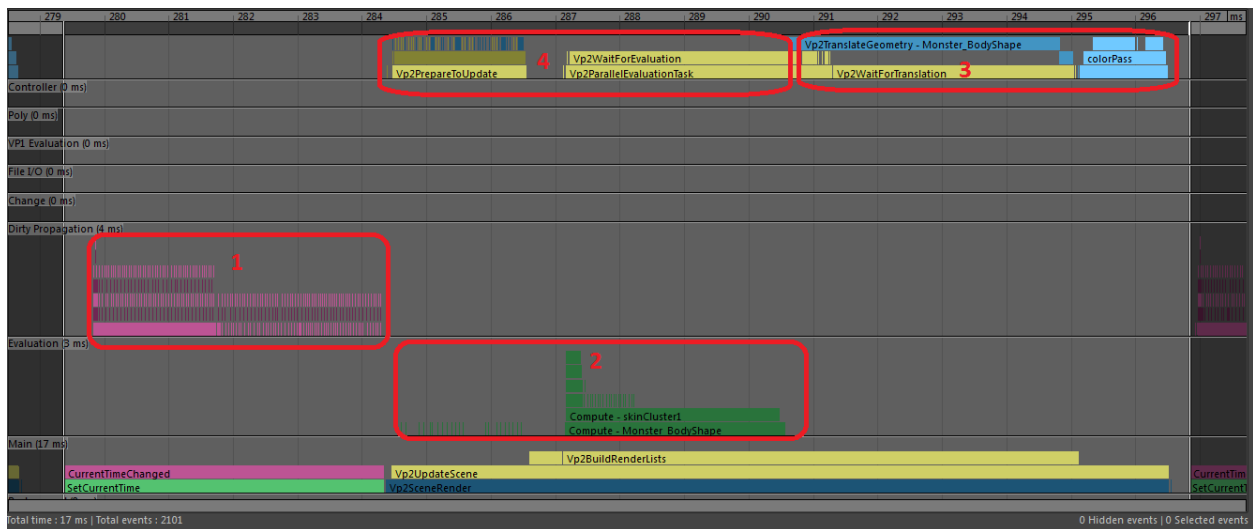 279 280 281 282 283 284 285 286 287 288 289 290 291 292 293 294 295 296 297 ms
Vp2TranslateGeometry - Monster_BodyShape
4 Vp2WaitForEvaluation colorPass
Vp2PrepareToUpdate Vp2ParallelEvaluationTask Vp2WaitForTranslation 3
Controller (0 ms)
Poly (0 ms)
VP1 Evaluation (0 ms)
File I/O (0 ms)
Change (0 ms)
Dirty Propagation (4 ms)
1
Evaluation (3 ms)
2
Compute - skinCluster1
Compute - Monster_BodyShape
Main (17 ms)
Vp2BuildRenderLists
CurrentTimeChanged Vp2UpdateScene CurrentTim
SetCurrentTime Vp2SceneRender SetCurrentT
Total time : 17 ms | Total events : 2101 0 Hidden events | 0 Selected events